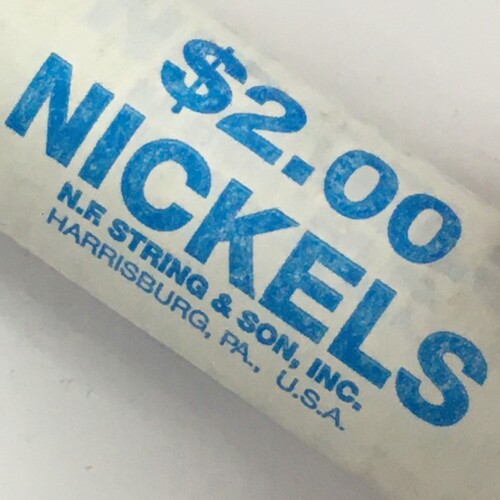 $2.00
NICKELS
N.F. STRING & SON, INC.
HARRISBURG, PA., U.S.A.